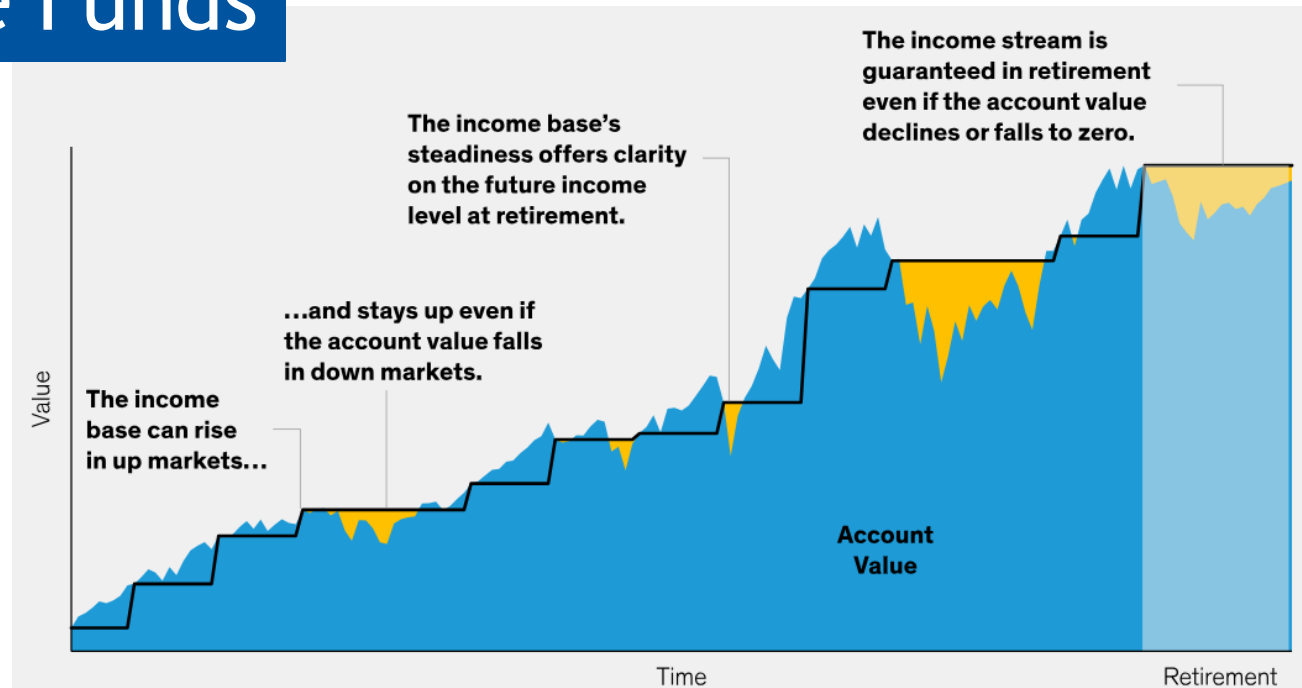 Funds
The income stream is
guaranteed in retirement
even if the account value
declines or falls to zero.
The income base's
steadiness offers clarity
on the future income
level at retirement.
…and stays up even if
the account value falls
in down markets.
The income
base can rise
in up markets…
Value
Account
Value
Time
Retirement